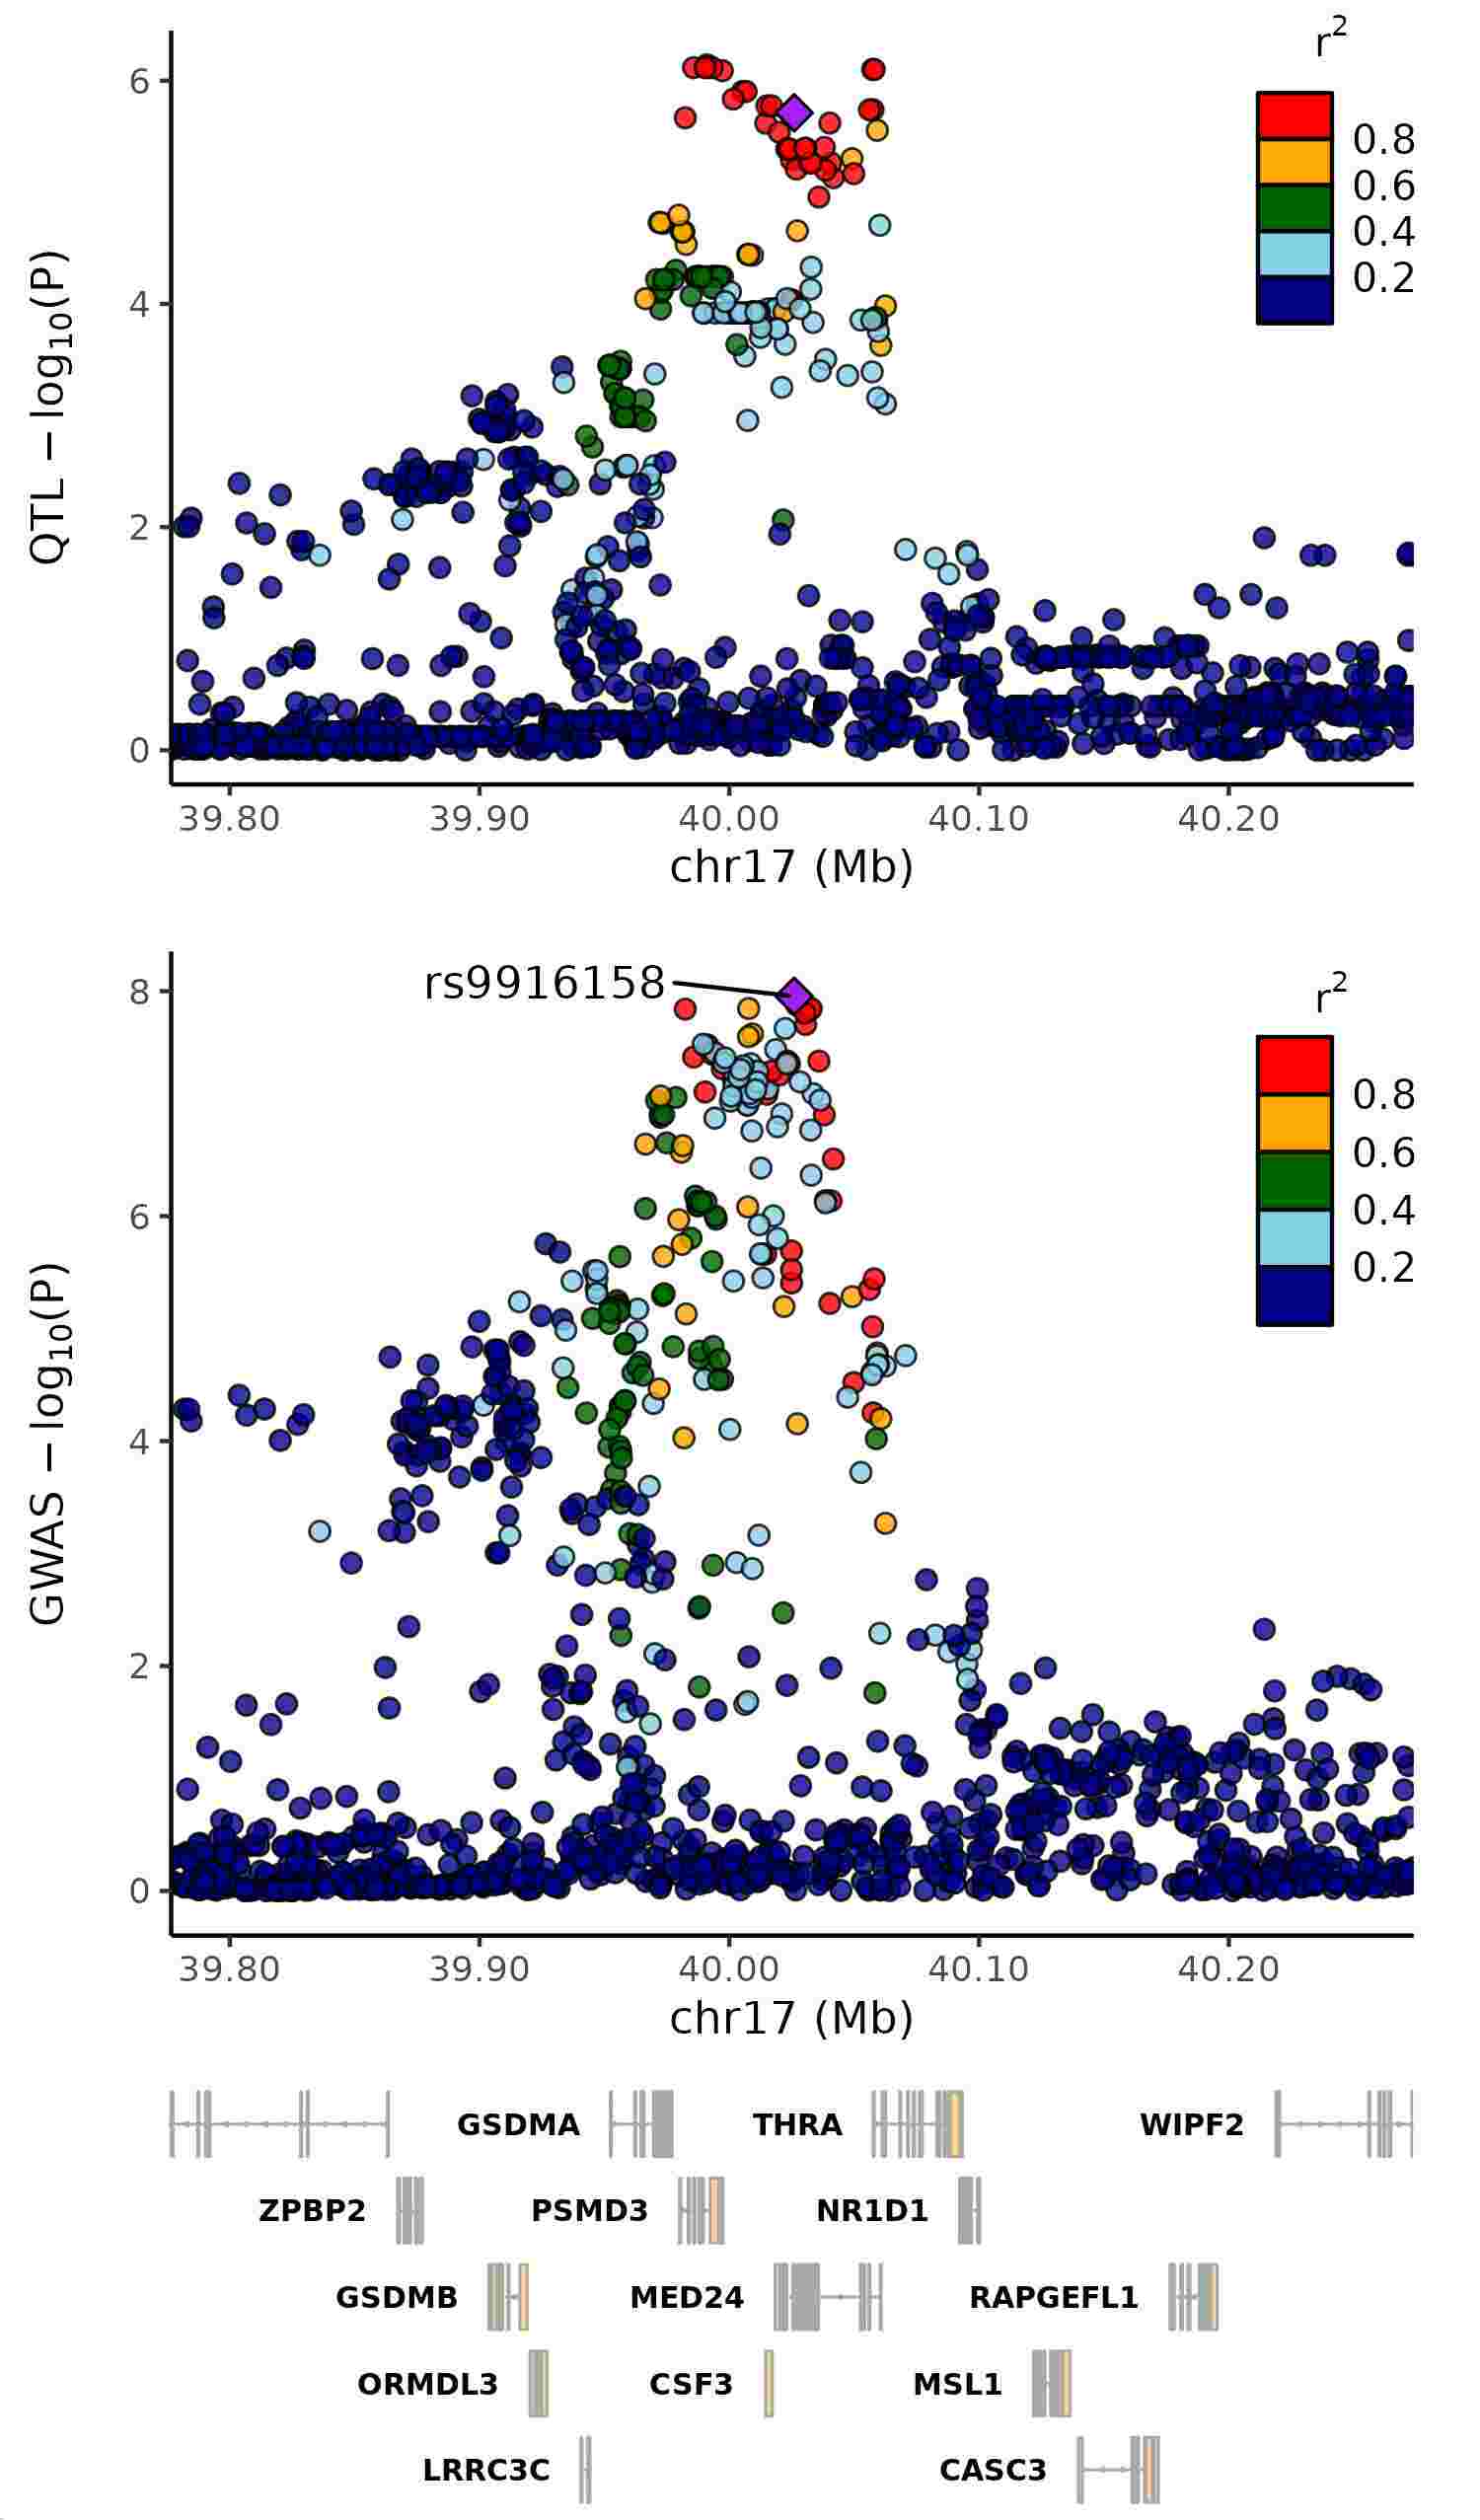 r2
6
4
2
0
QTL −log10(P)
0.8
0.6
0.4
0.2
39.80 39.90 40.00 40.10 40.20
chr17 (Mb)
rs9916158
r2
8
6
4
2
0
GWAS −log10(P)
0.8
0.6
0.4
0.2
39.80 39.90 40.00 40.10 40.20
chr17 (Mb)
GSDMA THRA WIPF2
ZPBP2 PSMD3 NR1D1
GSDMB MED24 RAPGEFL1
ORMDL3 CSF3 MSL1
LRRC3C CASC3